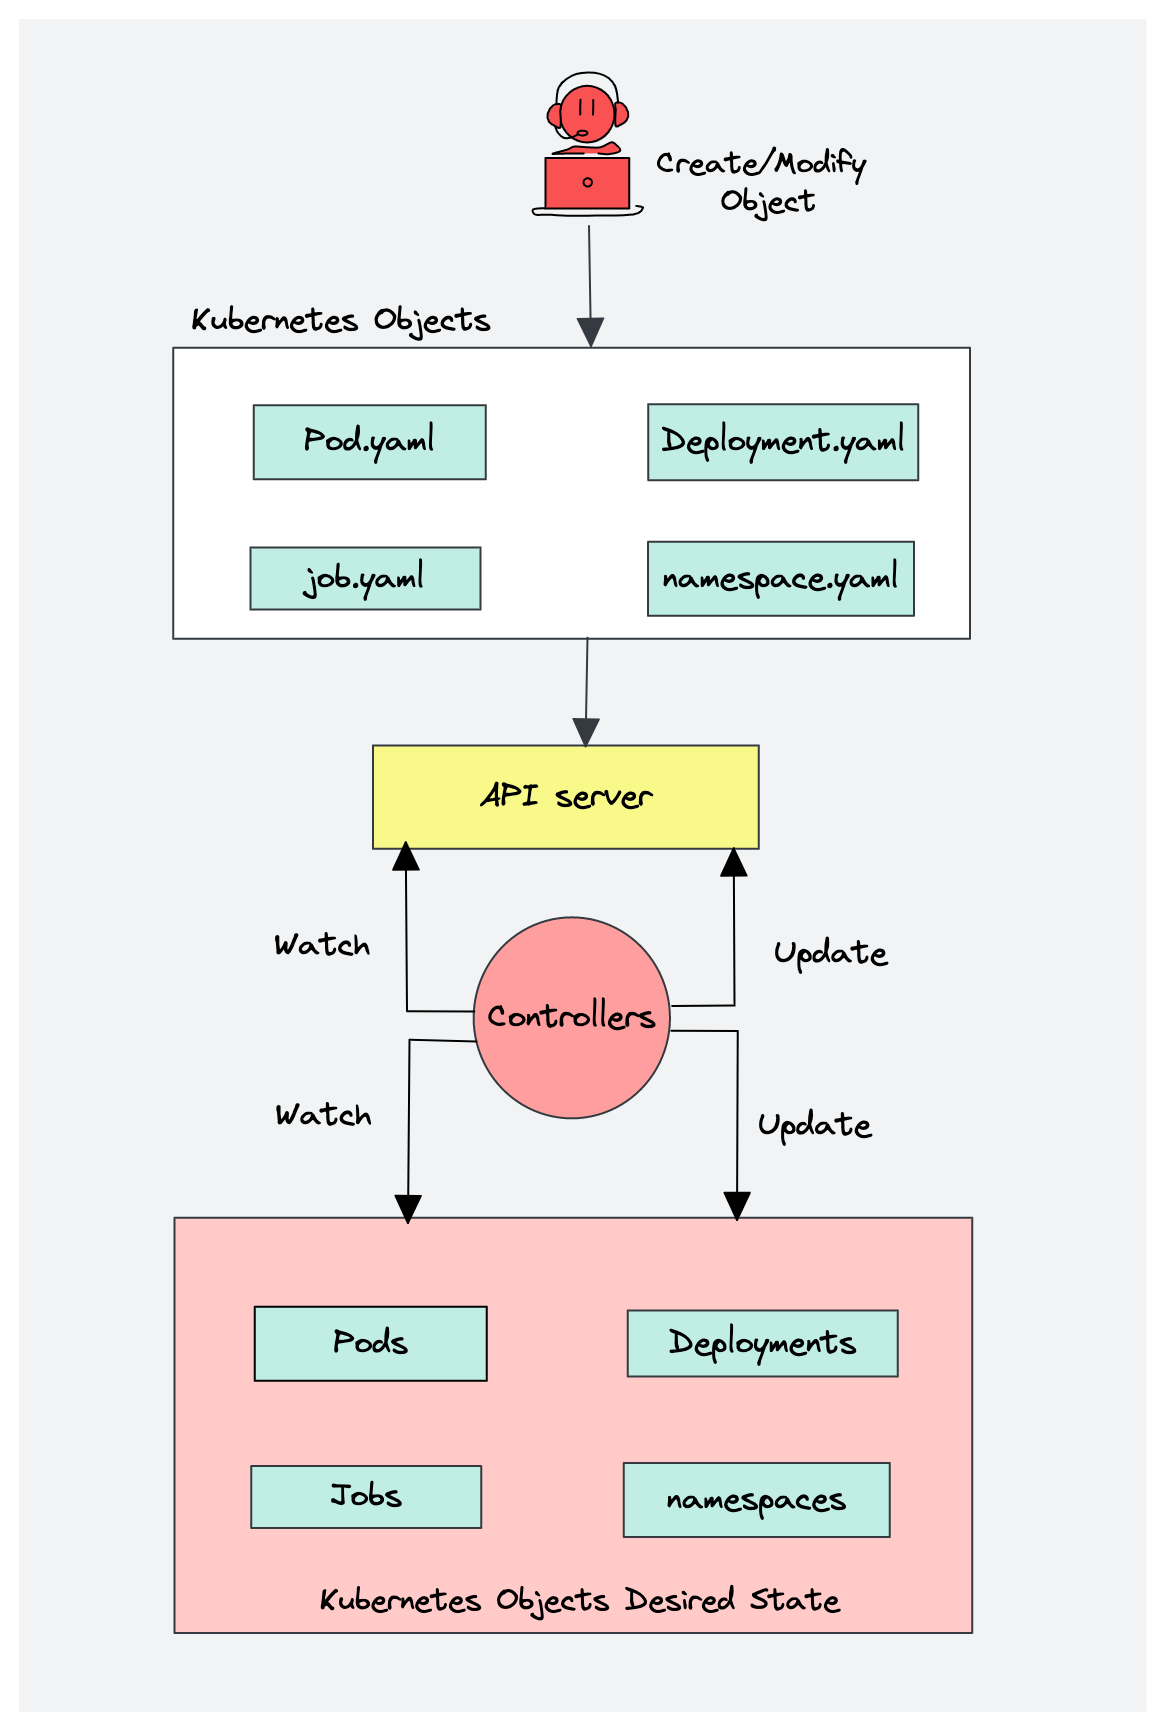 Create/Modify
Object
Kubernetes Objects
Pod.yaml
Deployment.yaml
job.yaml
namespace.yaml
API server
Watch
Update
Controllers
Watch
Update
Pods
Deployments
Jobs
namespaces
Kubernetes Objects Desired State